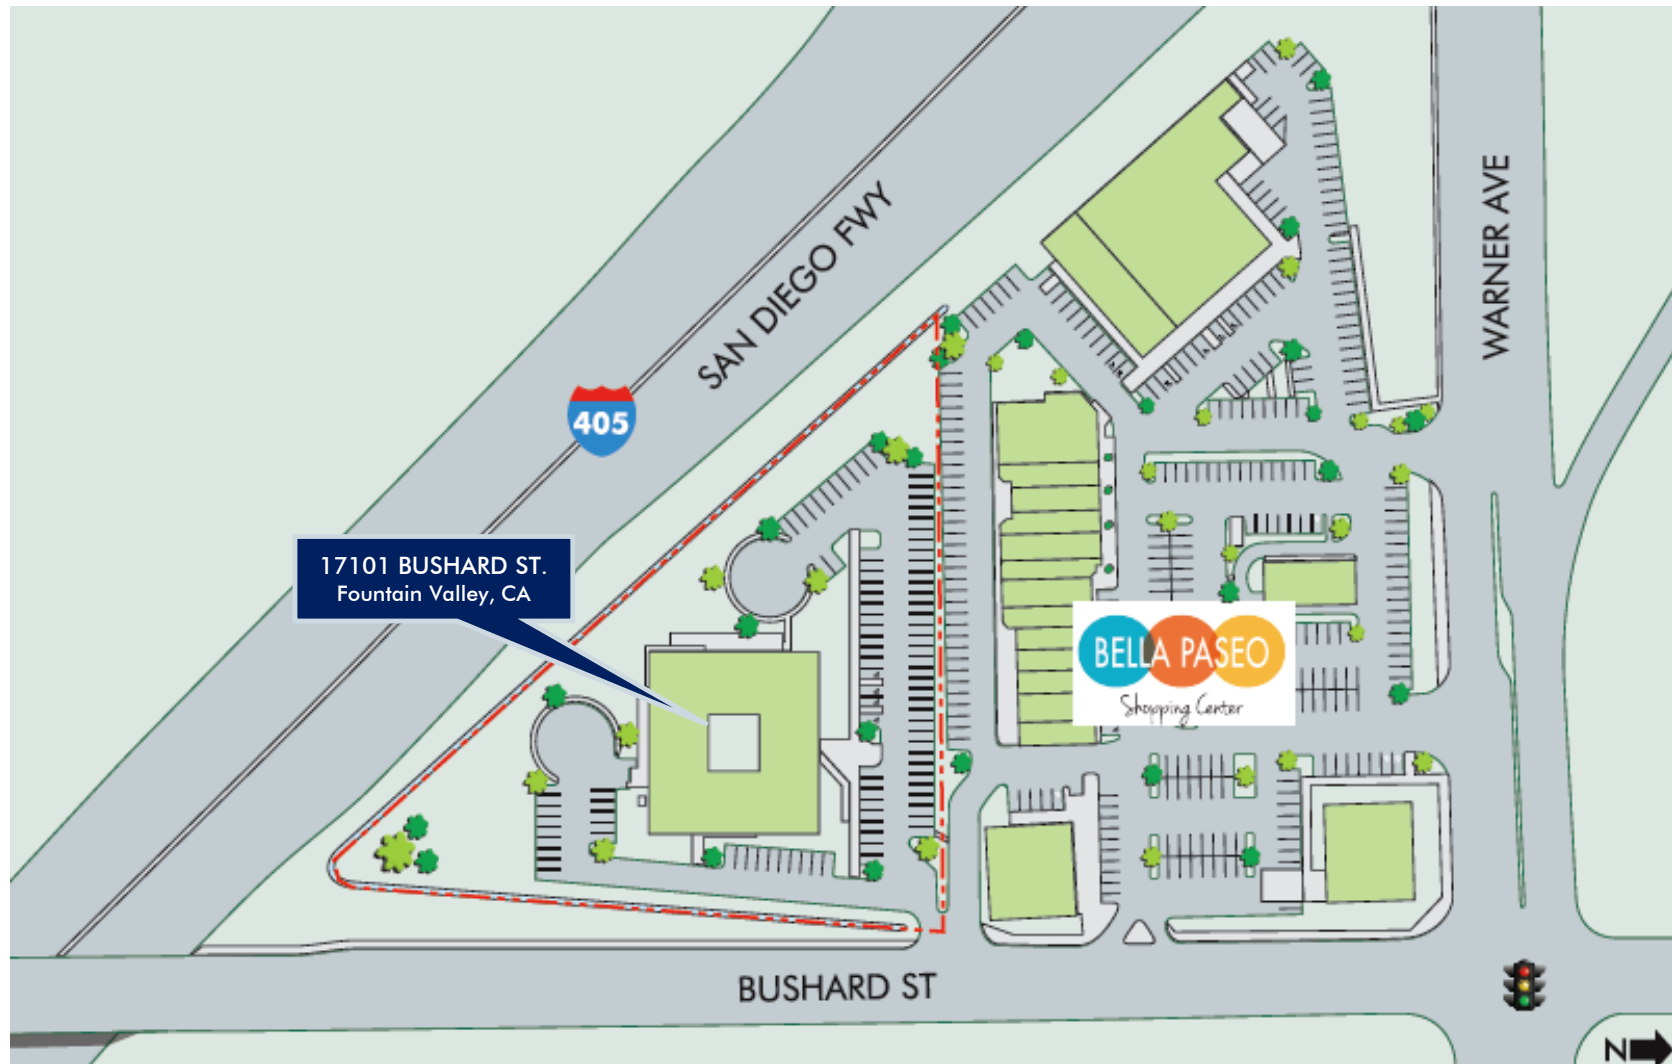 SAN DIEGO FWY
WARNER AVE
405
17101 BUSHARD ST.
Fountain Valley, CA
BELLA PASEO
Shopping Center
BUSHARD ST
N